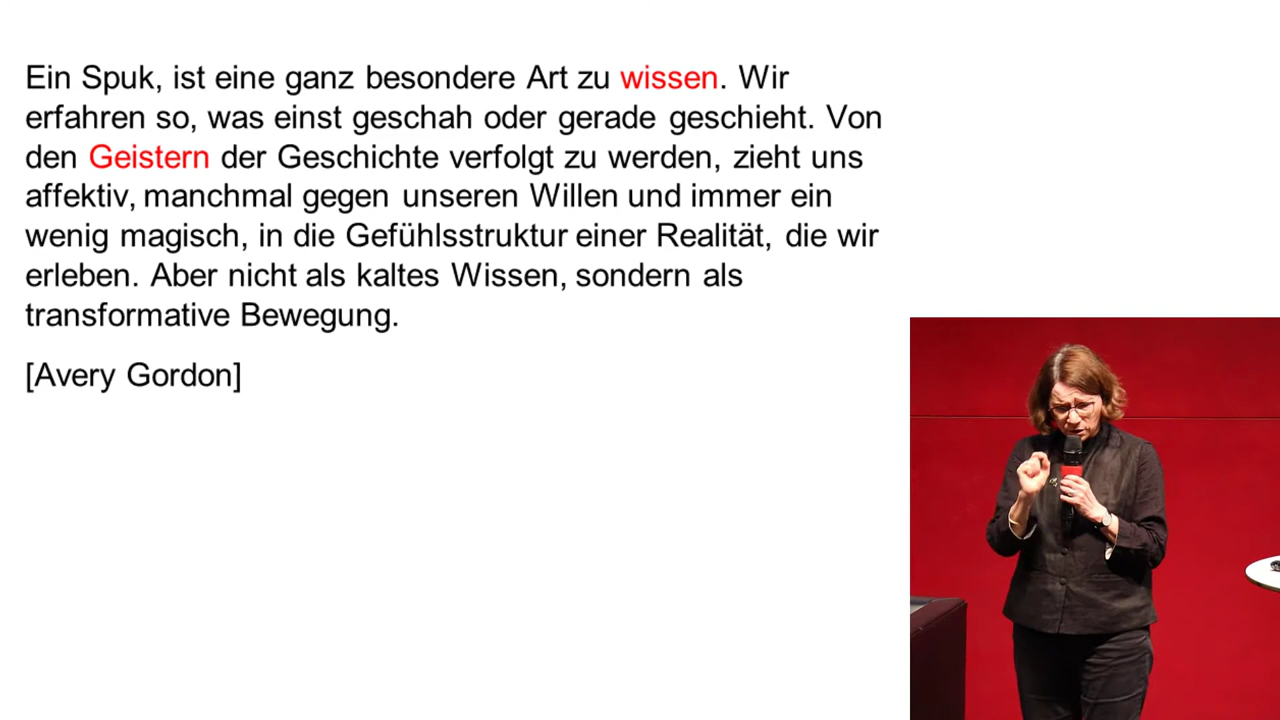 Ein Spuk, ist eine ganz besondere Art zu wissen. Wir
erfahren so, was einst geschah oder gerade geschieht. Von
den Geistern der Geschichte verfolgt zu werden, zieht uns
affektiv, manchmal gegen unseren Willen und immer ein
wenig magisch, in die Gefühlsstruktur einer Realität, die wir
erleben. Aber nicht als kaltes Wissen, sondern als
transformative Bewegung.
[Avery Gordon]